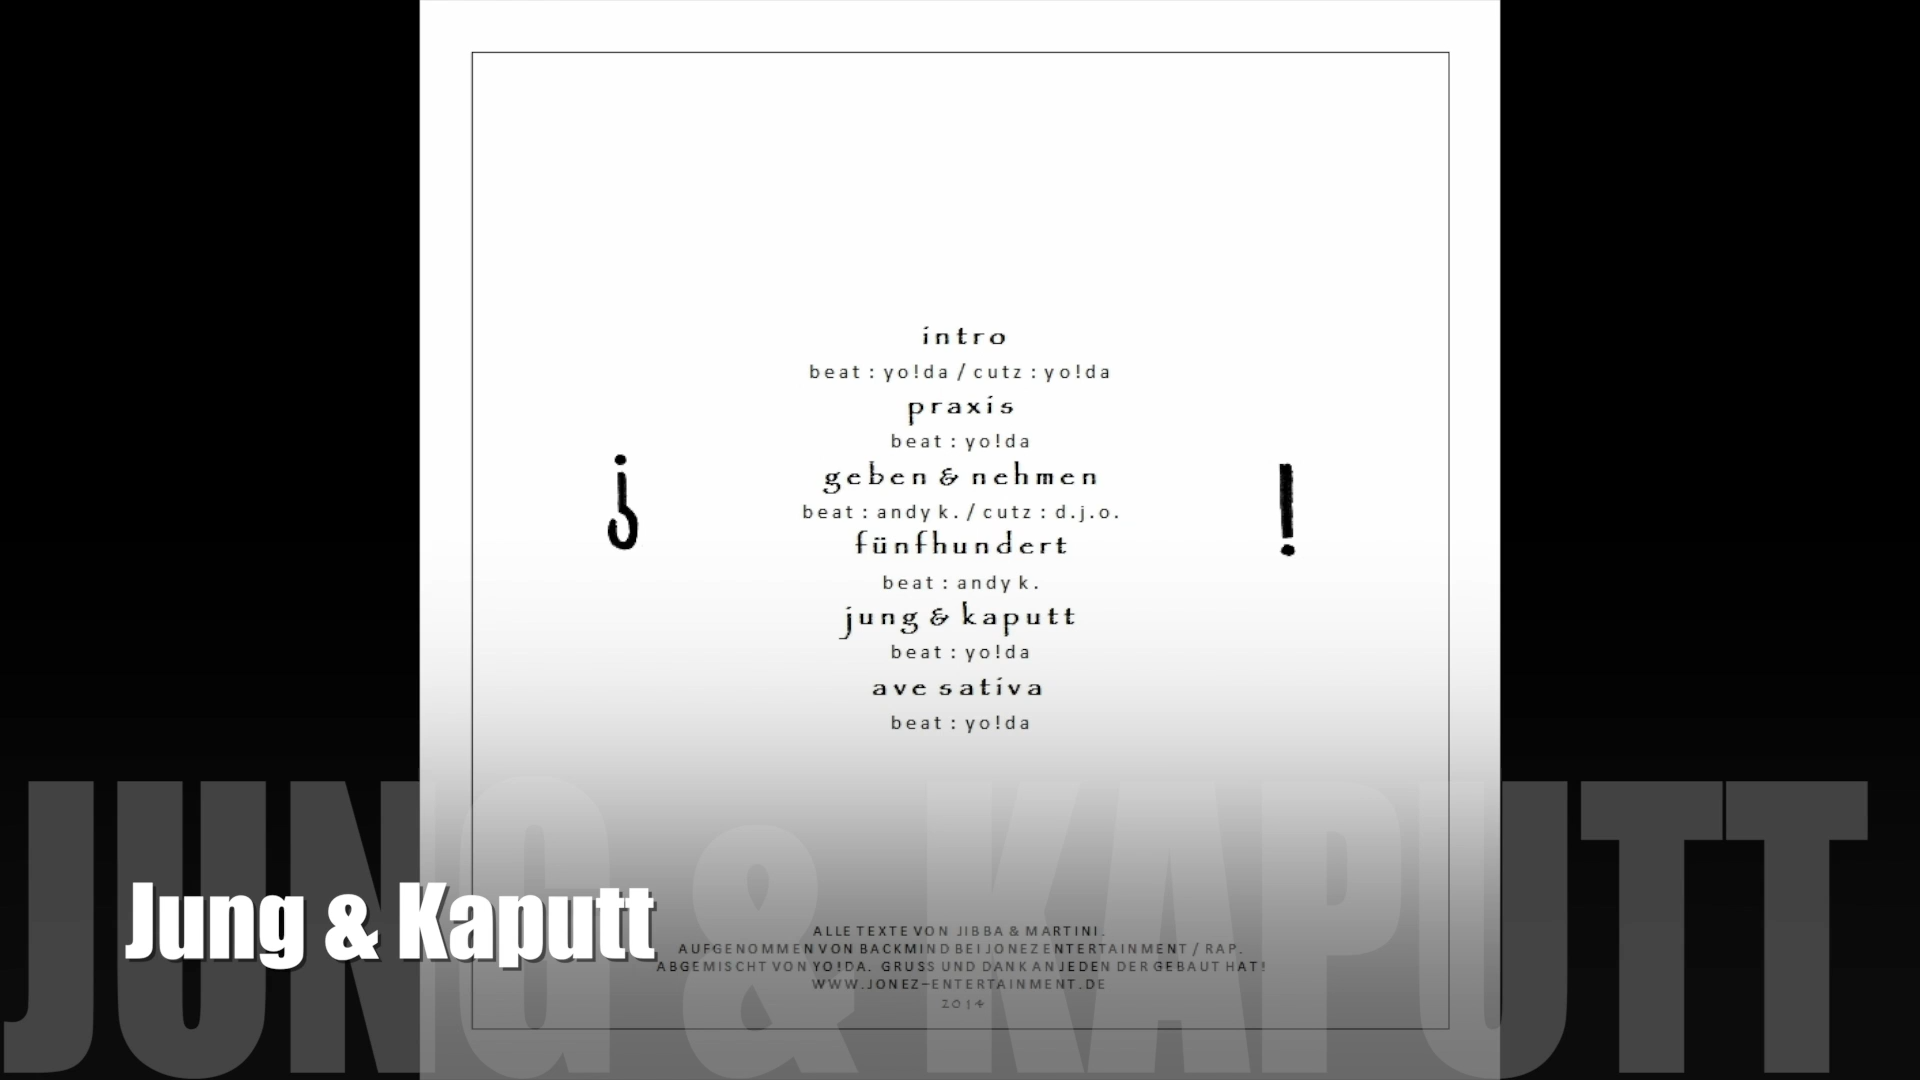 intro
beat : yo!da / cutz : yo!da
praxis
beat : yo!da
geben & nehmen
beat : andy k. / cutz : d.j.o.
¿ !
fünfhundert
beat : andy k.
jung & kaputt
beat : yo!da
ave sativa
beat : yo!da
JUNG & KAPUTT
Jung & Kaputt
ALLE TEXTE VON JIBBA & MARTINI.
AUFGENOMMEN VON BACKMIND BEI JONEZ ENTERTAINMENT / RAP.
ABGEMISCHT VON YO!DA. GRUSS UND DANK AN JEDEN DER GEBAUT HAT!
WWW.JONEZ-ENTERTAINMENT.DE
2014